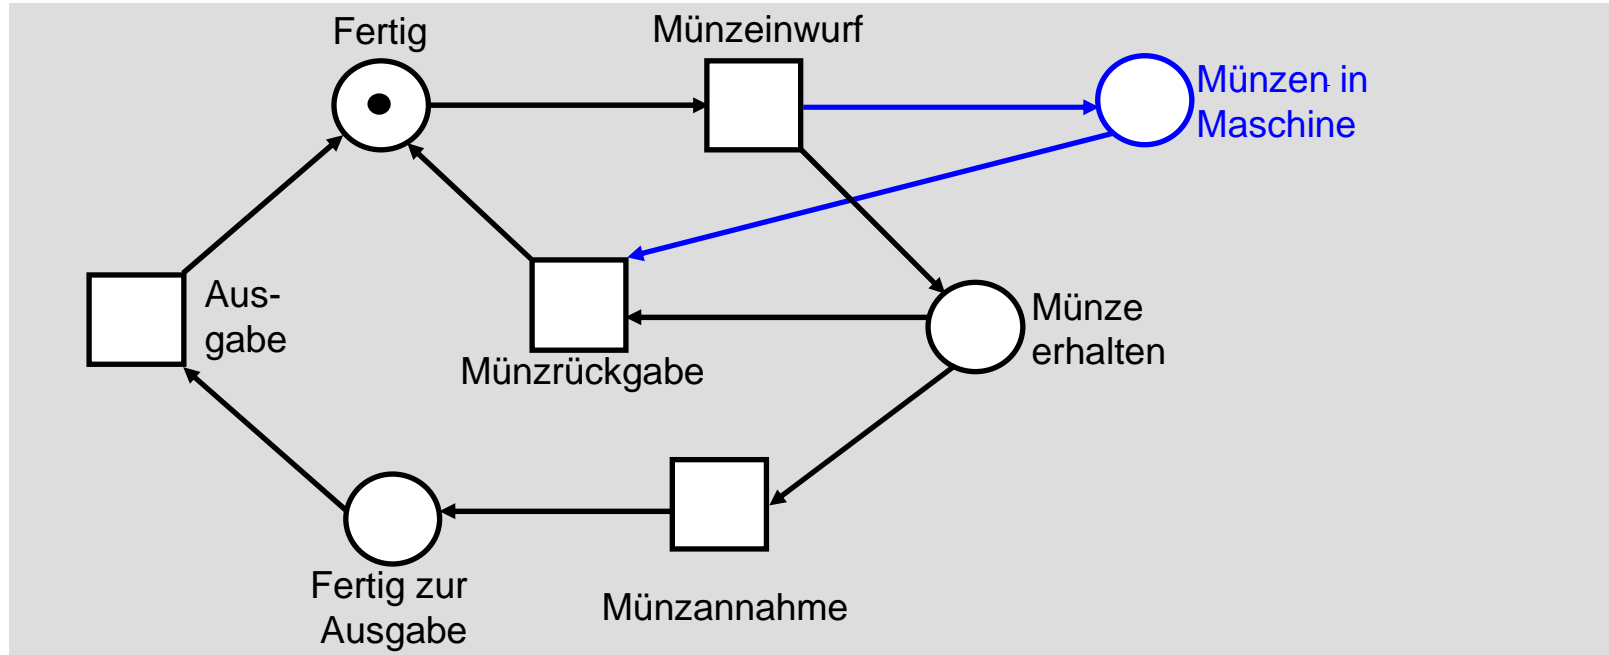 Fertig
Münzeinwurf
Münzen in
Maschine
Aus-
gabe
Münze
erhalten
Münzrückgabe
Fertig zur
Ausgabe
Münzannahme